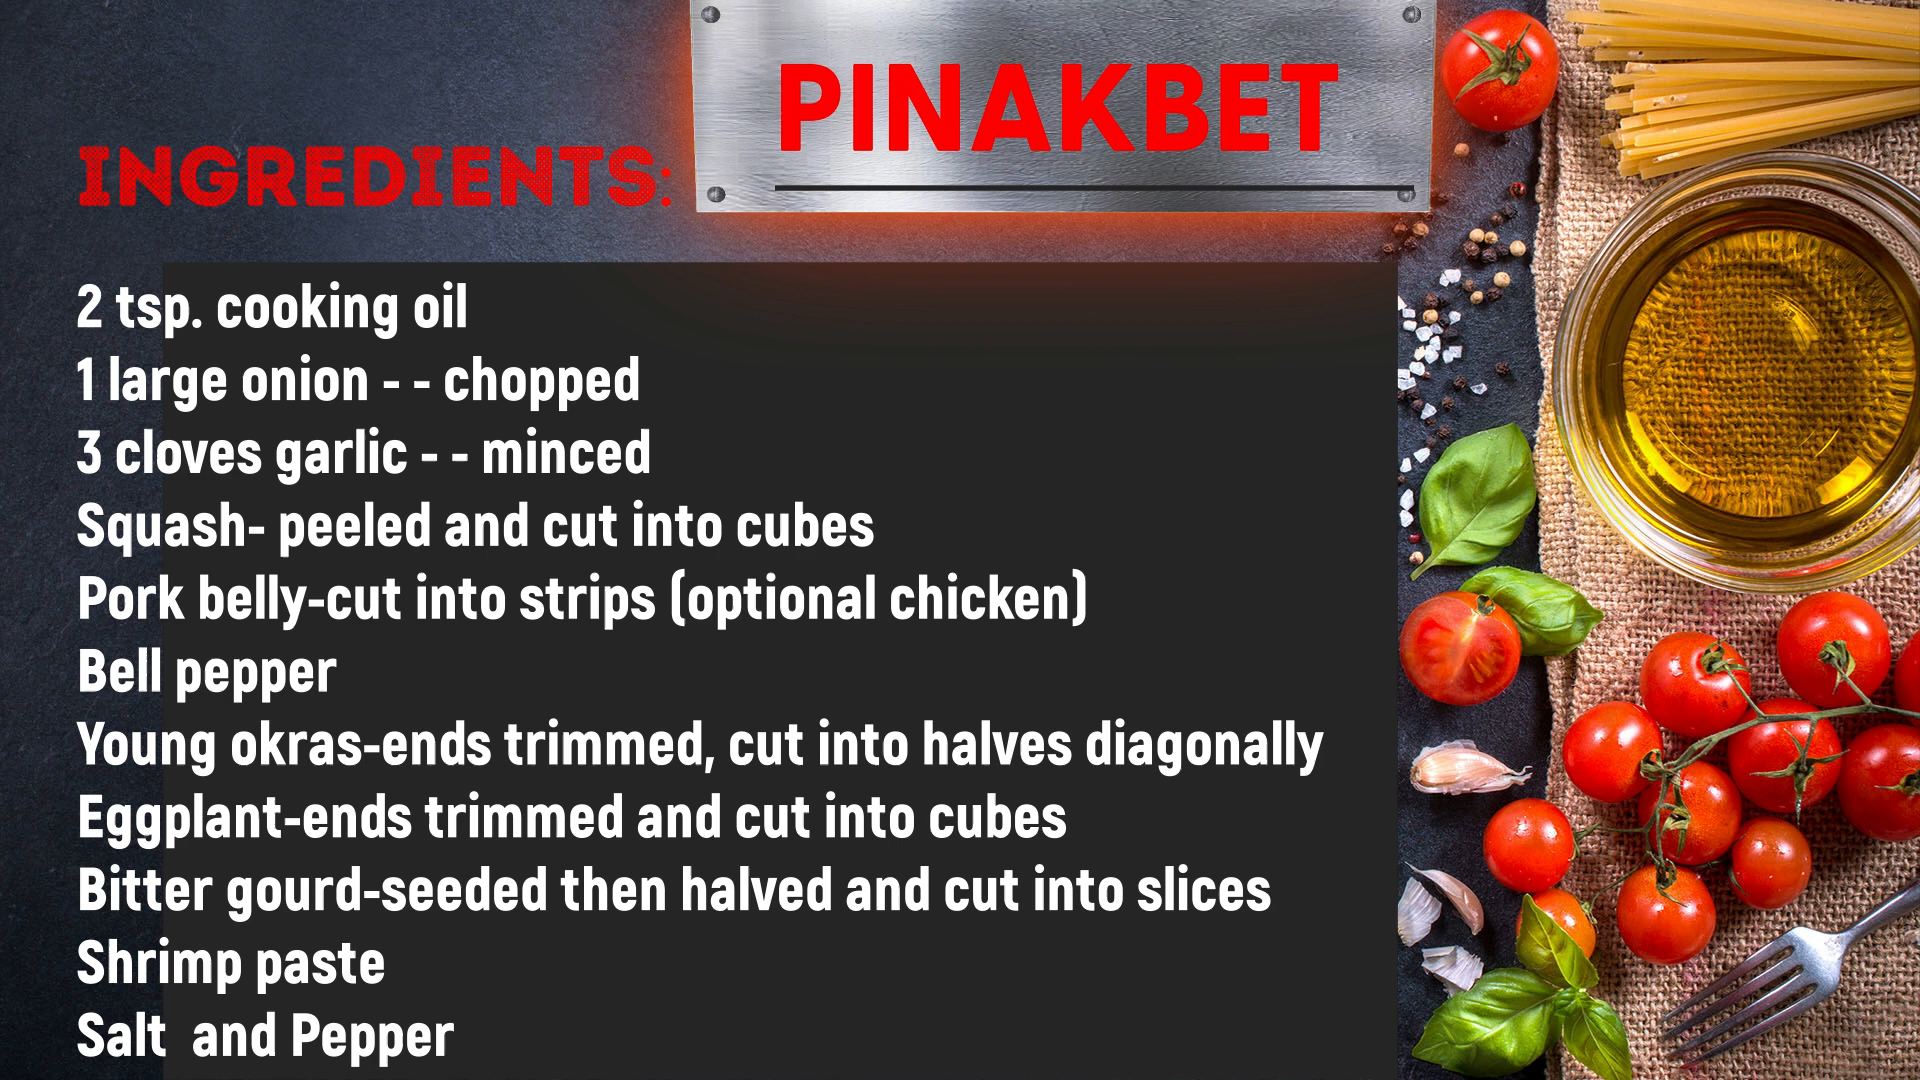 PINAKBET
INGREDIENTS:
2 tsp. cooking oil
1 large onion - - chopped
3 cloves garlic - - minced
Squash- peeled and cut into cubes
Pork belly-cut into strips (optional chicken)
Bell pepper
Young okras-ends trimmed, cut into halves diagonally
Eggplant-ends trimmed and cut into cubes
Bitter gourd-seeded then halved and cut into slices
Shrimp paste
Salt  and Pepper